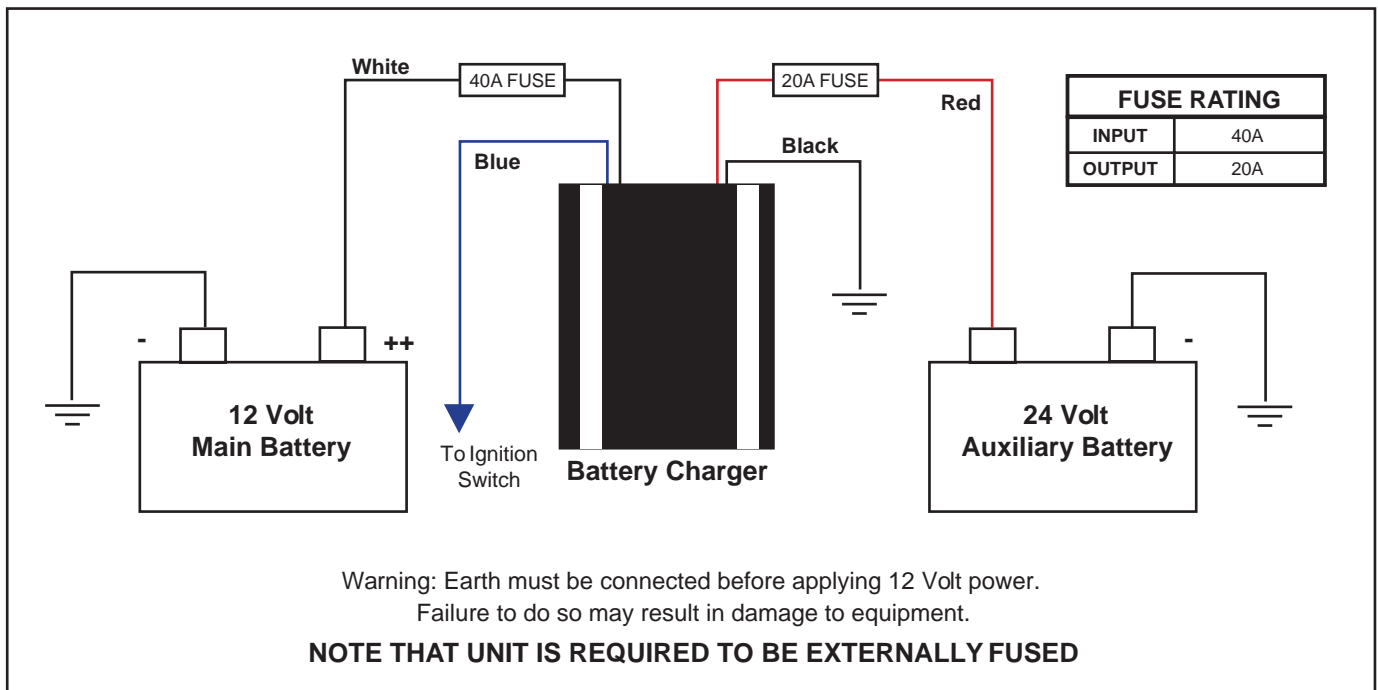 White
40A FUSE
20A FUSE
Red
FUSE RATING
INPUT 40A
OUTPUT 20A
Blue
Black
-
++
-
12 Volt
Main Battery
To Ignition
Switch
Battery Charger
24 Volt
Auxiliary Battery
Warning: Earth must be connected before applying 12 Volt power.
Failure to do so may result in damage to equipment.
NOTE THAT UNIT IS REQUIRED TO BE EXTERNALLY FUSED